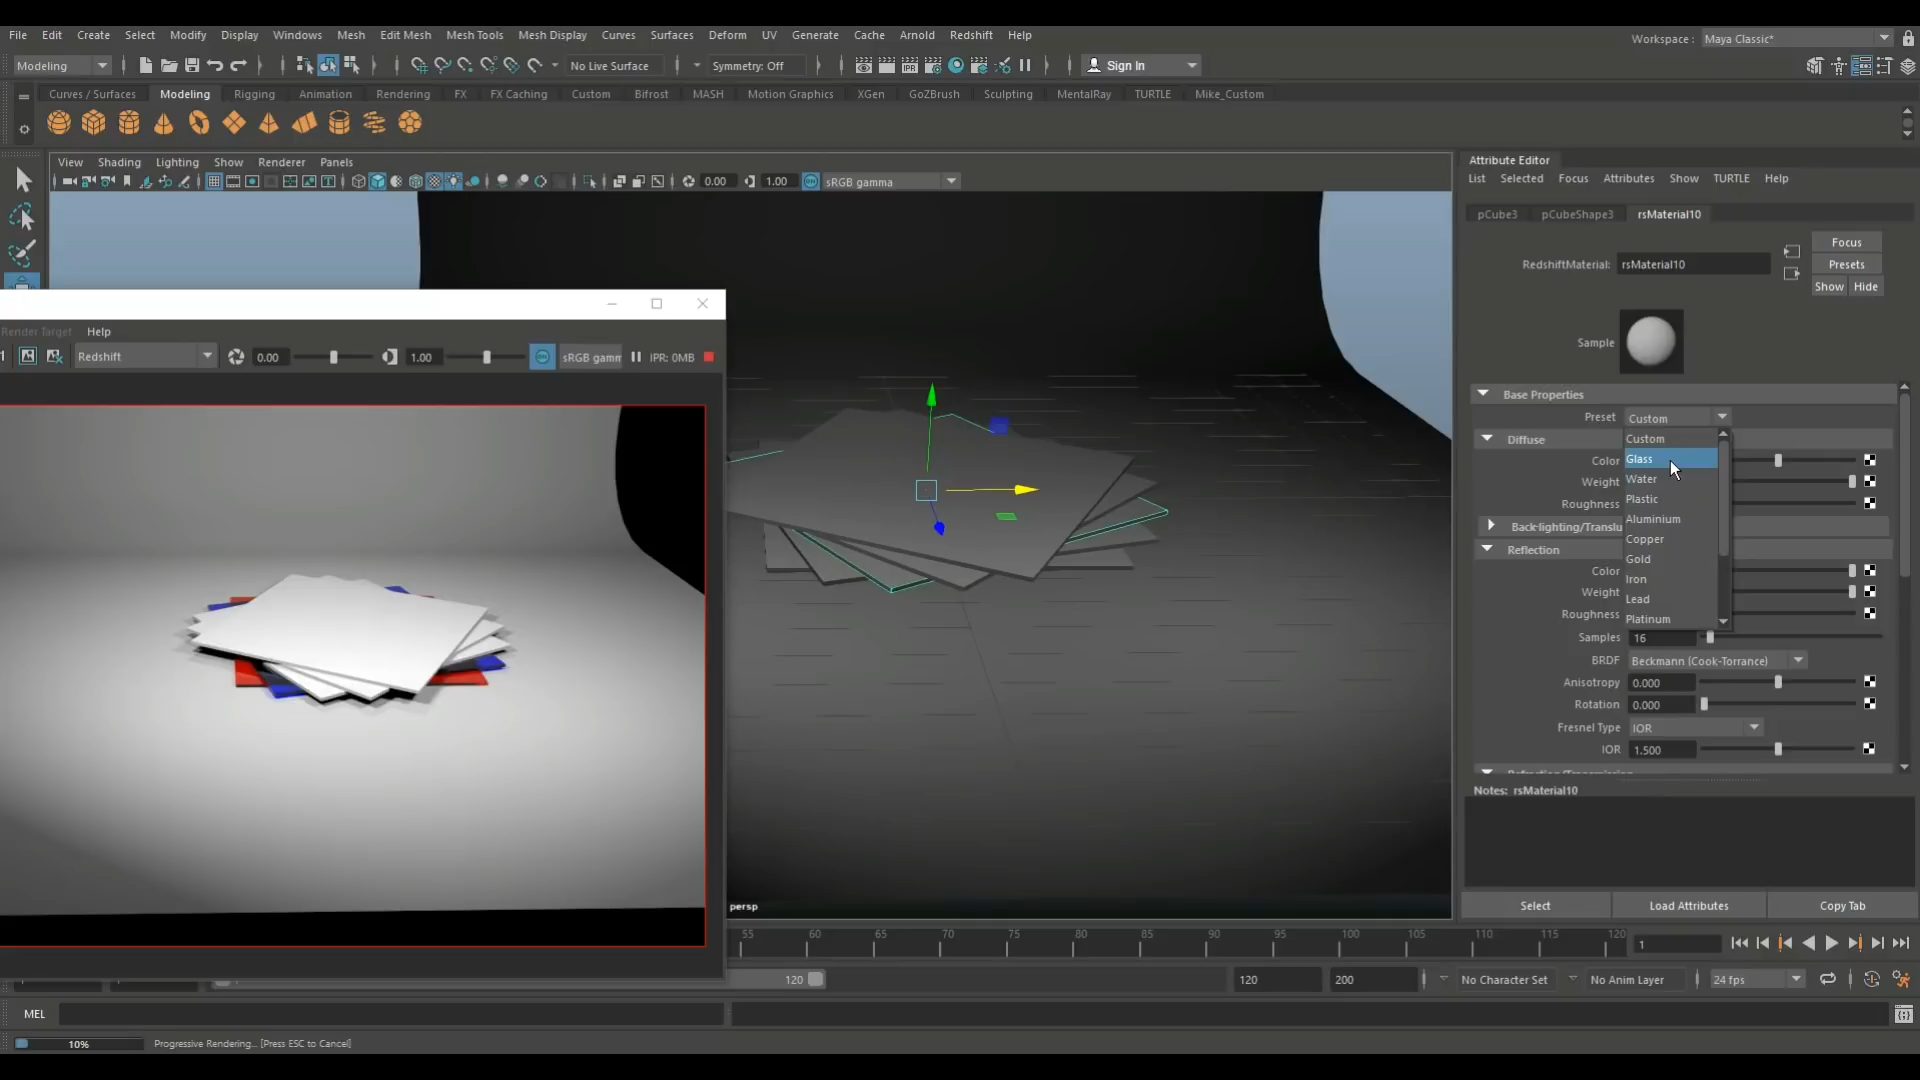 File Edit Create Select Modify Display Windows Mesh Edit Mesh Mesh Tools Mesh Display Curves Surfaces Deform UV Generate Cache Arnold Redshift Help
Workspace : Maya Classic*
Modeling No Live Surface Symmetry: Off Sign In
Curves / Surfaces Modeling Rigging Animation Rendering FX FX Caching Custom Bifrost MASH Motion Graphics XGen GoZBrush Sculpting MentalRay TURTLE Mike_Custom
View Shading Lighting Show Renderer Panels
0.00 1.00 sRGB gamma
Attribute Editor
List Selected Focus Attributes Show TURTLE Help
pCube3 pCubeShape3 rsMaterial10
Focus
RedshiftMaterial: rsMaterial10 Presets
Show Hide
Sample
Render Target Help
Redshift 0.00 1.00 sRGB gamm IPR: 0MB
Base Properties
Preset Custom
Custom
Glass
Water
Plastic
Aluminium
Copper
Gold
Iron
Lead
Platinum
Diffuse
Color
Weight
Roughness
Back-lighting/Translu
Reflection
Color
Weight
Roughness
Samples 16
BRDF Beckmann (Cook-Torrance)
Anisotropy 0.000
Rotation 0.000
Fresnel Type IOR
IOR 1.500
Notes: rsMaterial10
Select Load Attributes Copy Tab
persp
55 60 65 70 75 80 85 90 95 100 105 110 115 120
1
120 120 200 No Character Set No Anim Layer 24 fps
MEL
10% Progressive Rendering... [Press ESC to Cancel]